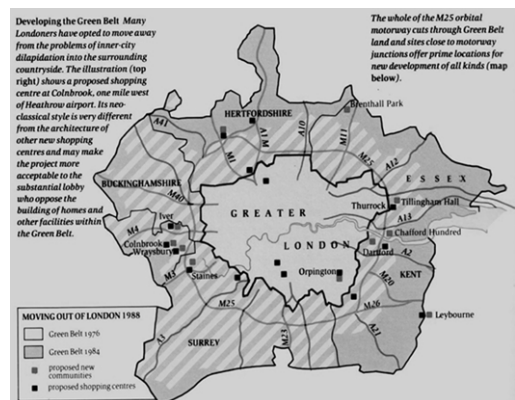 Developing the Green Belt Many
Londoners have opted to move away
from the problems of inner-city
dilapidation into the surrounding
countryside. The illustration (top
right) shows a proposed shopping
centre at Colnbrook, one mile west
of Heathrow airport. Its neo-
classical style is very different
from the architecture of
other new shopping
centres and may make
the project more
acceptable to the
substantial lobby
who oppose the
building of homes and
other facilities within
the Green Belt.
The whole of the M25 orbital
motorway cuts through Green Belt
land and sites close to motorway
junctions offer prime locations for
new development of all kinds (map
below).
Brenthall Park
HERTFORDSHIRE
A41
M1
A1M
A10
M11
M25
A12
ESSEX
BUCKINGHAMSHIRE
M40
Thurrock
Tillingham Hall
A13
GREATER
LONDON
Iver
M4
Colnbrook
Wraysbury
Chafford Hundred
Dartford
A2
M3
Staines
Orpington
KENT
M20
M25
M26
Leybourne
A3
SURREY
M23
A21
MOVING OUT OF LONDON 1988
Green Belt 1976
Green Belt 1984
proposed new
communities
proposed shopping centres